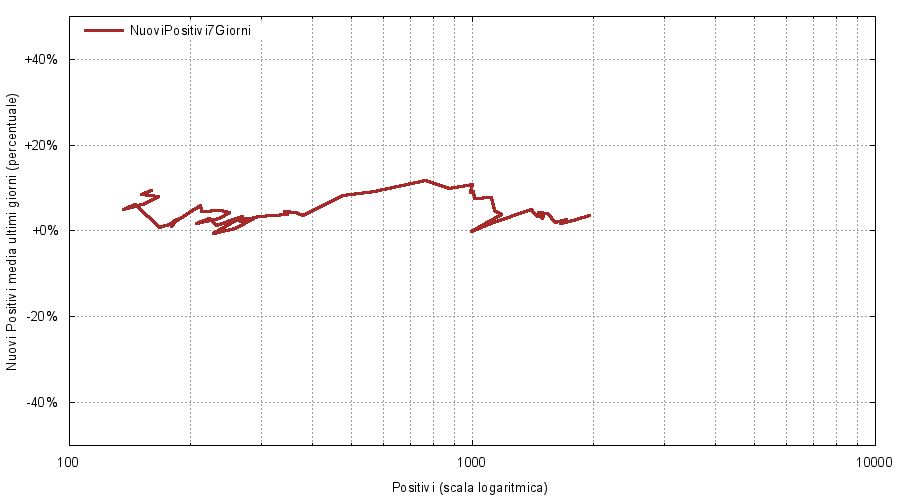 NuoviPositivi7Giorni
+40%
+20%
+0%
-20%
-40%
Nuovi Positivi media ultimi giorni (percentuale)
100
1000
10000
Positivi (scala logaritmica)